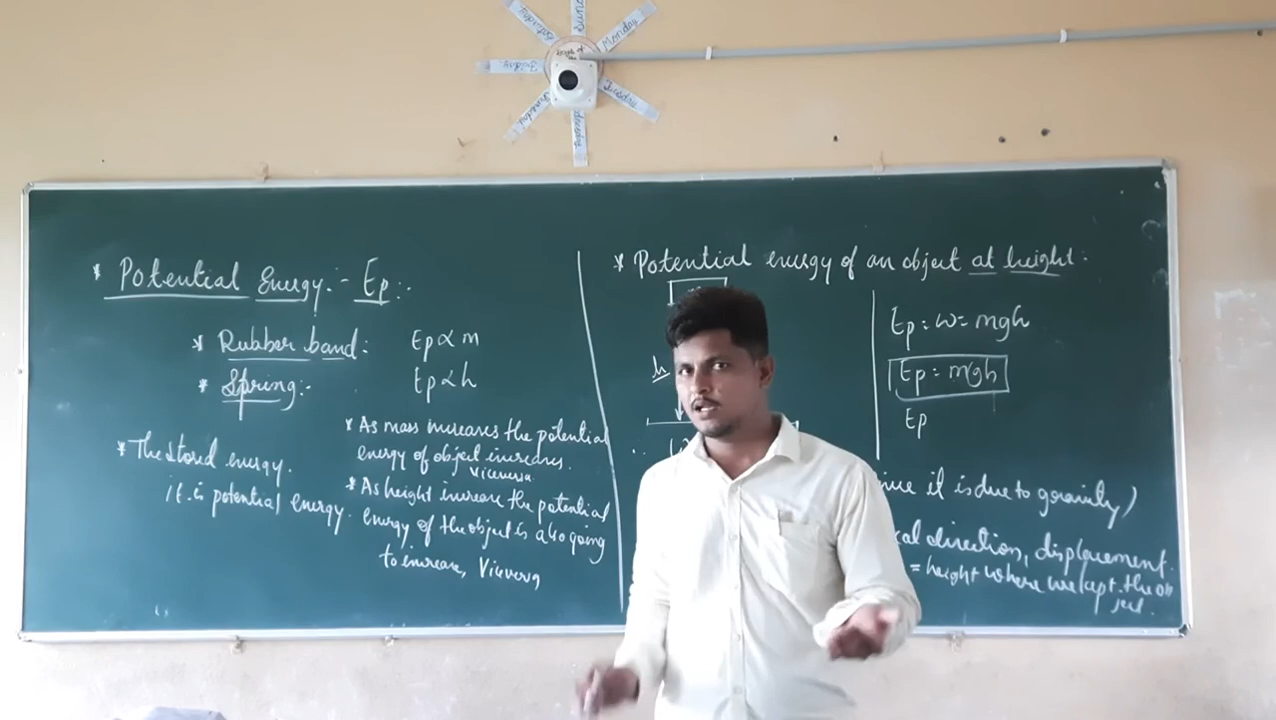 Monday
Tuesday
Friday
* Potential Energy:- Ep:-
* Rubber band:
* Spring:-
Ep ∝ m
Ep ∝ h
* The stored energy.
it is potential energy.
* As mass increases the potential
energy of object increases.
Viceversa
* As height increase the potential
energy of the object is also going
to increase, Viceversa
* Potential energy of an object at height:
h
Ep = W = mgh
Ep = mgh
Ep
it is due to gravity)
direction, displacement
= height where we kept the ob
ject.